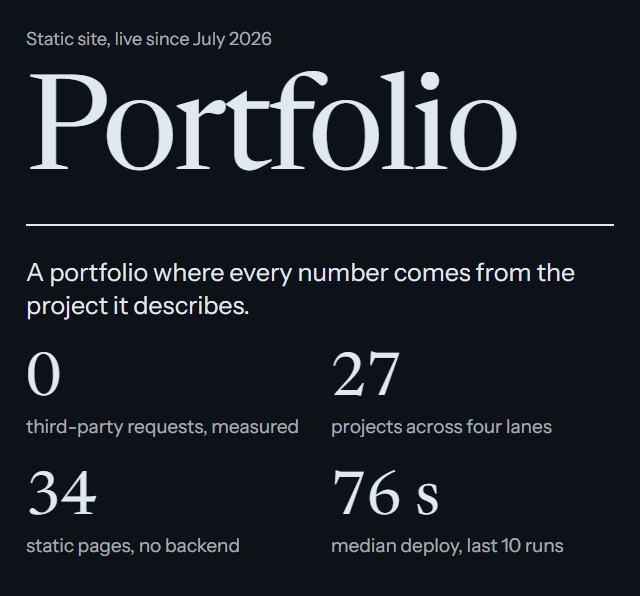 Static site, live since July 2026
Portfolio
A portfolio where every number comes from the
project it describes.
0
third-party requests, measured
27
projects across four lanes
34
static pages, no backend
76 s
median deploy, last 10 runs